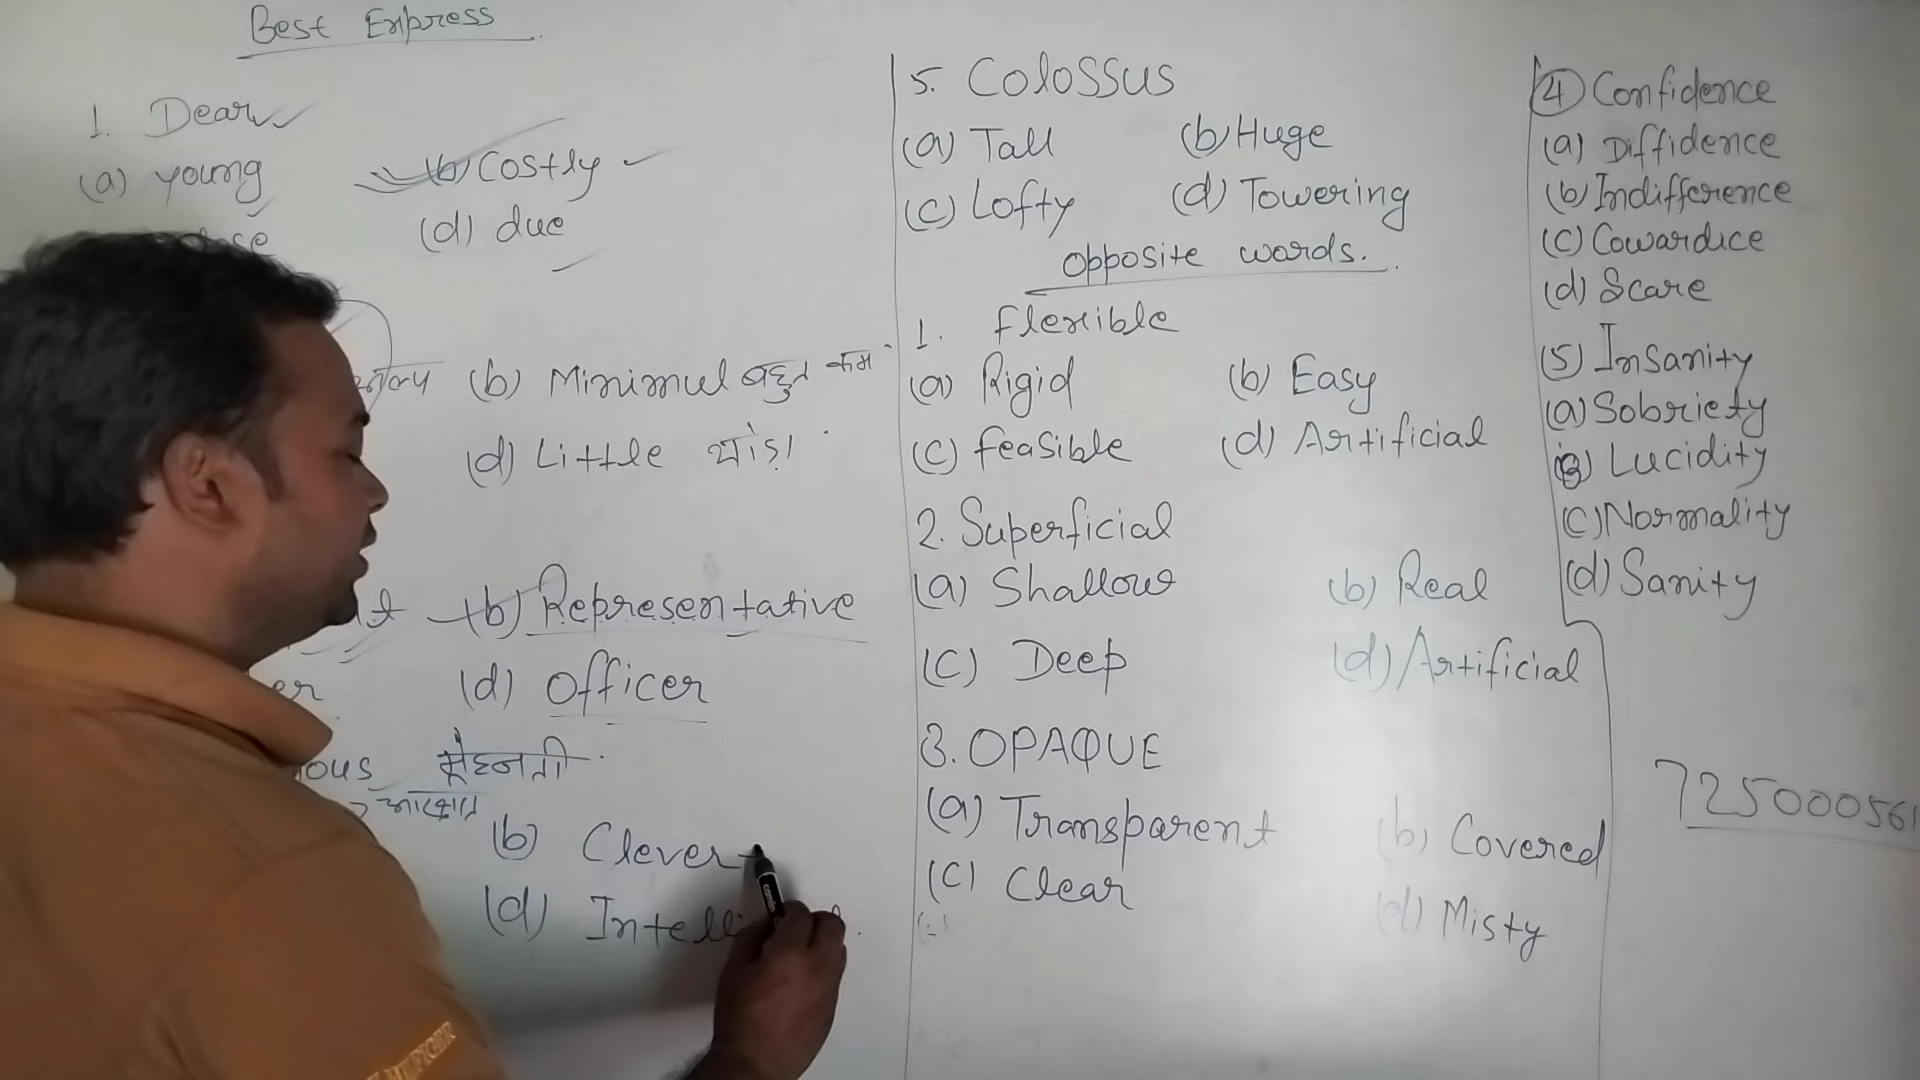 Best Express
1. Dear
(a) young (b) Costly
(d) due
(b) Minimul बहुत कम
(d) Little थोड़ा
(b) Representative
(d) Officer
मैहनती
(b) Clever
(d)
5. Colossus
(a) Tall (b) Huge
(c) Lofty (d) Towering
opposite words.
1. Flexible
(a) Rigid (b) Easy
(c) feasible (d) Artificial
2. Superficial
(a) Shallow (b) Real
(c) Deep (d) Artificial
3. OPAQUE
(a) Transparent (b) Covered
(c) Clear (d) Misty
(4) Confidence
(a) Diffidence
(b) Indifference
(c) Cowardice
(d) Scare
(5) Insanity
(a) Sobriety
(B) Lucidity
(c) Normality
(d) Sanity
725000561